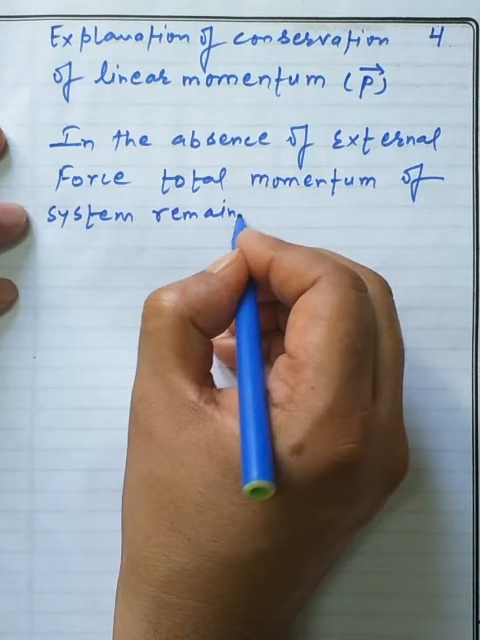 Explanation of conservation 4
of linear momentum (P⃗)
In the absence of External
Force total momentum of
system remain